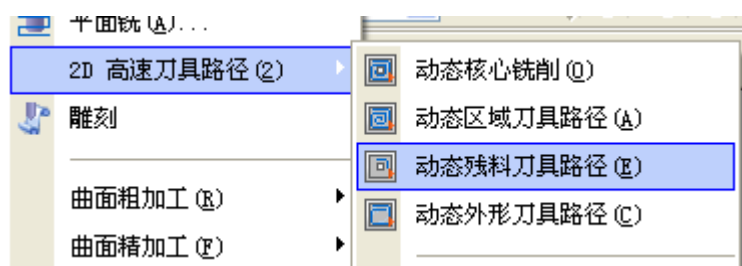 平面铣(A)...
2D 高速刀具路径(2)
雕刻
曲面粗加工(R)
曲面精加工(F)
动态核心铣削(O)
动态区域刀具路径(A)
动态残料刀具路径(E)
动态外形刀具路径(C)